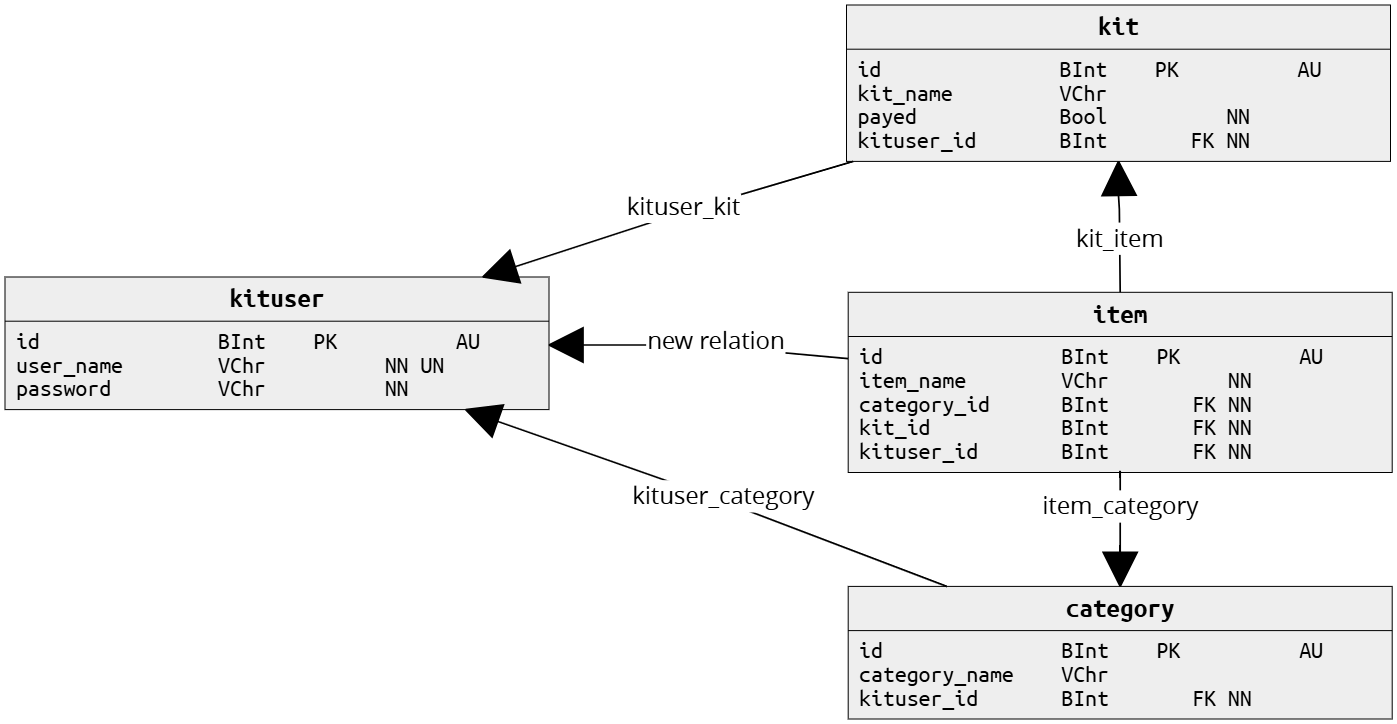 kit
id BInt PK AU
kit_name VChr
payed Bool NN
kituser_id BInt FK NN
kituser_kit
kit_item
kituser
id BInt PK AU
user_name VChr NN UN
password VChr NN
new relation
item
id BInt PK AU
item_name VChr NN
category_id BInt FK NN
kit_id BInt FK NN
kituser_id BInt FK NN
kituser_category
item_category
category
id BInt PK AU
category_name VChr
kituser_id BInt FK NN